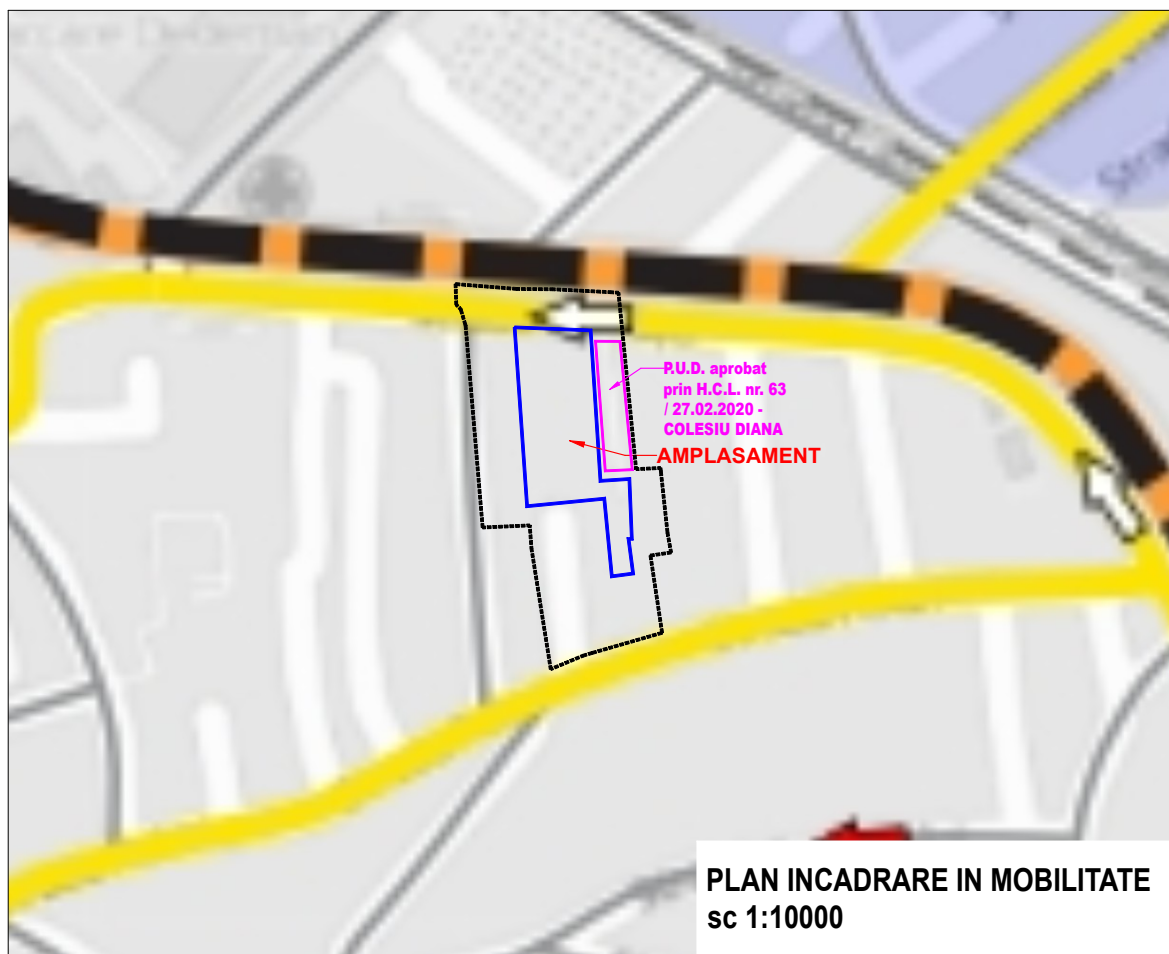 P.U.D. aprobat
prin H.C.L. nr. 63
/ 27.02.2020 -
COLESIU DIANA
AMPLASAMENT
PLAN INCADRARE IN MOBILITATE
sc 1:10000